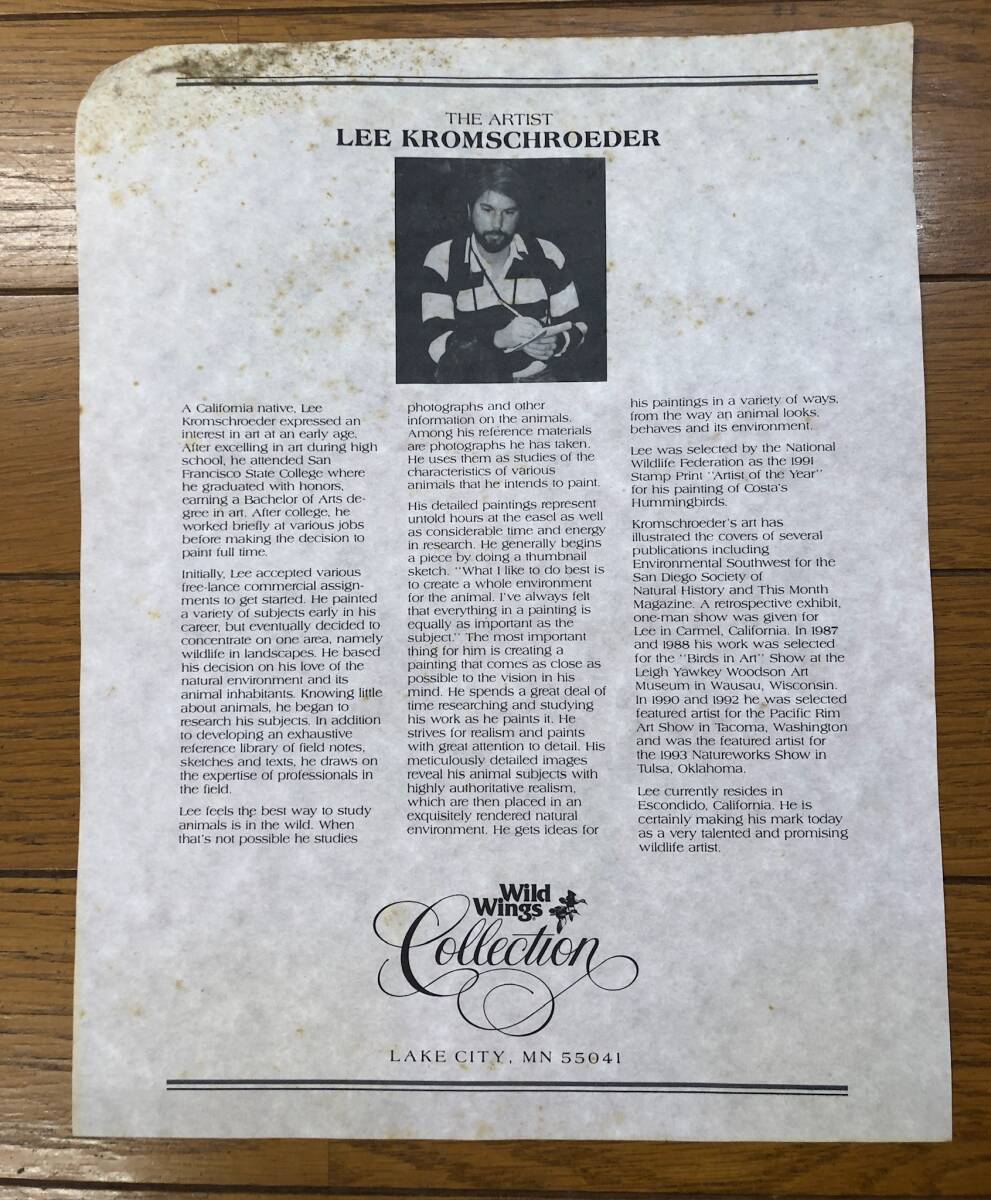 THE ARTIST
LEE KROMSCHROEDER
A California native, Lee
Kromschroeder expressed an
interest in art at an early age.
After excelling in art during high
school, he attended San
Francisco State College where
he graduated with honors,
earning a Bachelor of Arts de-
gree in art. After college, he
worked briefly at various jobs
before making the decision to
paint full time.
Initially, Lee accepted various
free-lance commercial assign-
ments to get started. He painted
a variety of subjects early in his
career, but eventually decided to
concentrate on one area, namely
wildlife in landscapes. He based
his decision on his love of the
natural environment and its
animal inhabitants. Knowing little
about animals, he began to
research his subjects. In addition
to developing an exhaustive
reference library of field notes,
sketches and texts, he draws on
the expertise of professionals in
the field.
Lee feels the best way to study
animals is in the wild. When
that's not possible he studies
photographs and other
information on the animals.
Among his reference materials
are photographs he has taken.
He uses them as studies of the
characteristics of various
animals that he intends to paint.
His detailed paintings represent
untold hours at the easel as well
as considerable time and energy
in research. He generally begins
a piece by doing a thumbnail
sketch. "What I like to do best is
to create a whole environment
for the animal. I've always felt
that everything in a painting is
equally as important as the
subject." The most important
thing for him is creating a
painting that comes as close as
possible to the vision in his
mind. He spends a great deal of
time researching and studying
his work as he paints it. He
strives for realism and paints
with great attention to detail. His
meticulously detailed images
reveal his animal subjects with
highly authoritative realism,
which are then placed in an
exquisitely rendered natural
environment. He gets ideas for
his paintings in a variety of ways,
from the way an animal looks,
behaves and its environment.
Lee was selected by the National
Wildlife Federation as the 1991
Stamp Print "Artist of the Year"
for his painting of Costa's
Hummingbirds.
Kromschroeder's art has
illustrated the covers of several
publications including
Environmental Southwest for the
San Diego Society of
Natural History and This Month
Magazine. A retrospective exhibit,
one-man show was given for
Lee in Carmel, California. In 1987
and 1988 his work was selected
for the "Birds in Art" Show at the
Leigh Yawkey Woodson Art
Museum in Wausau, Wisconsin.
In 1990 and 1992 he was selected
featured artist for the Pacific Rim
Art Show in Tacoma, Washington
and was the featured artist for
the 1993 Natureworks Show in
Tulsa, Oklahoma.
Lee currently resides in
Escondido, California. He is
certainly making his mark today
as a very talented and promising
wildlife artist.
Wild
Wings®
Collection
LAKE CITY, MN 55041